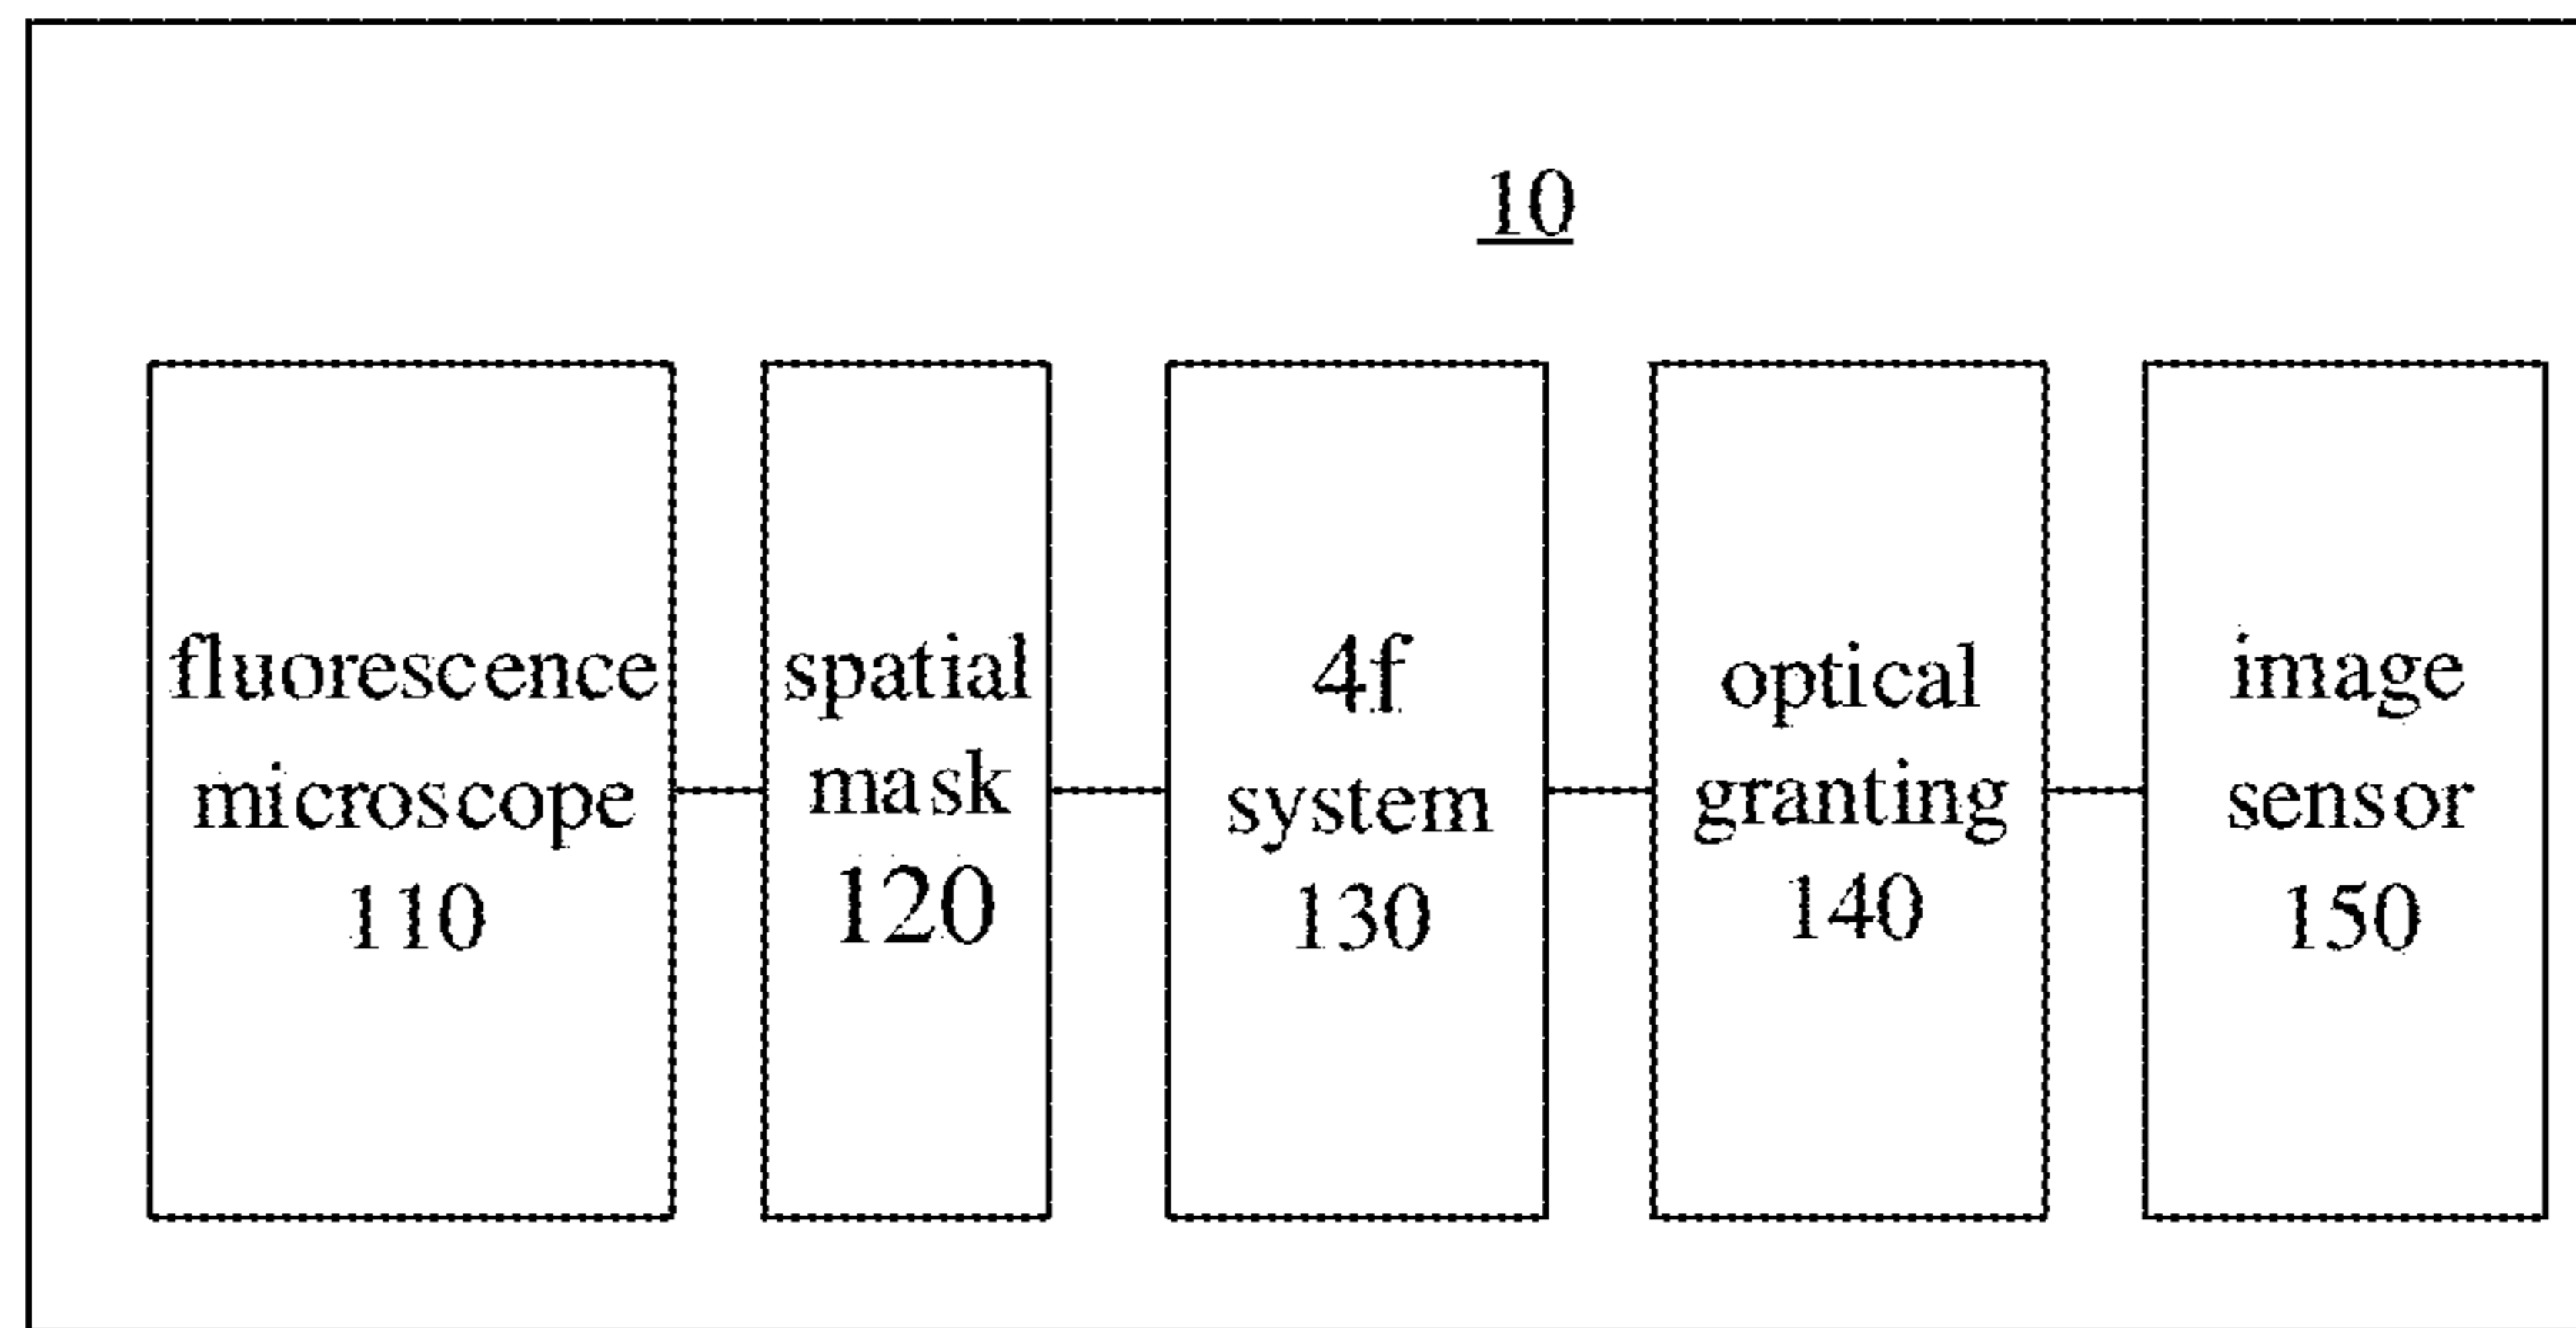 10
fluorescence
microscope
110
spatial
mask
120
4f
system
130
optical
granting
140
image
sensor
150